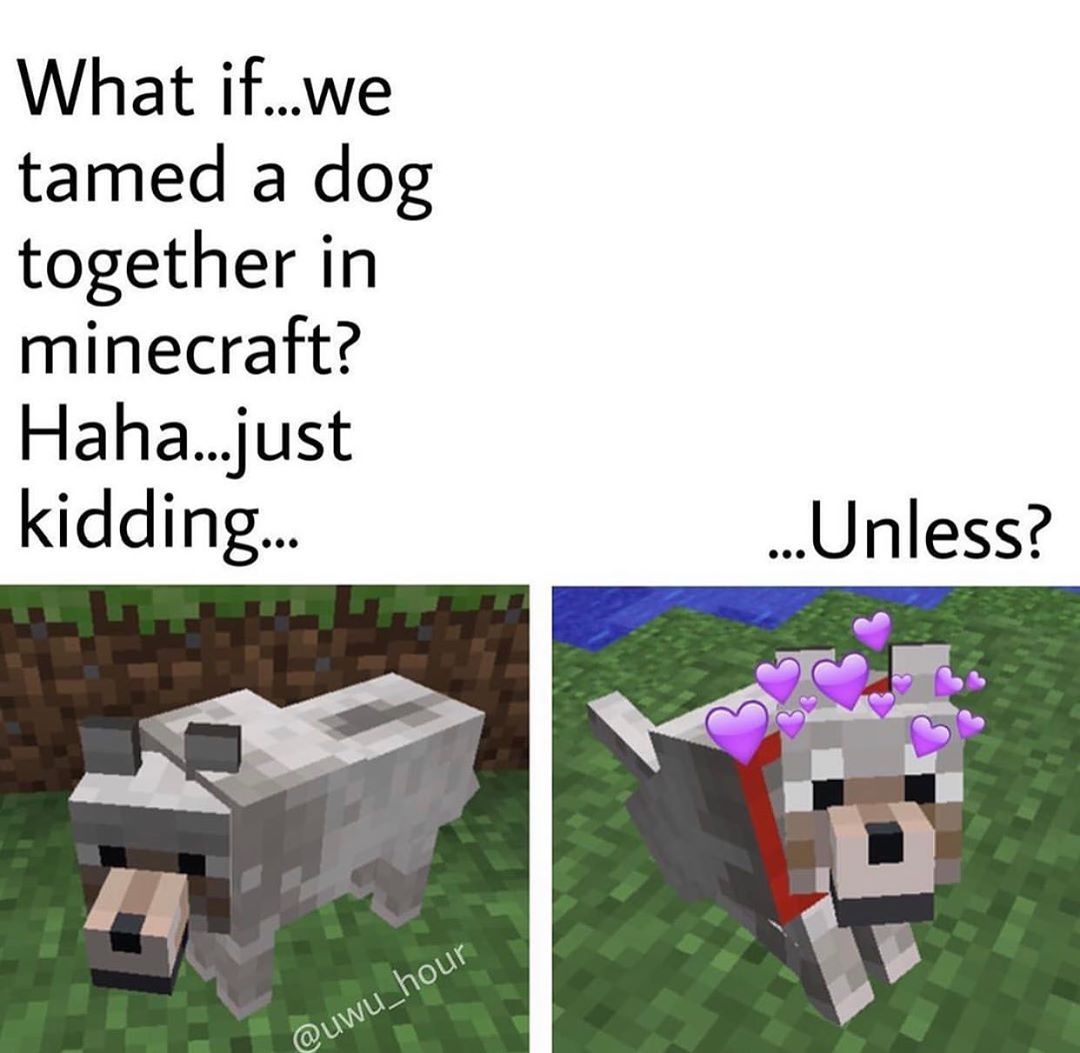 What if...we
tamed a dog
together in
minecraft?
Haha...just
kidding...
...Unless?
@uwu_hour